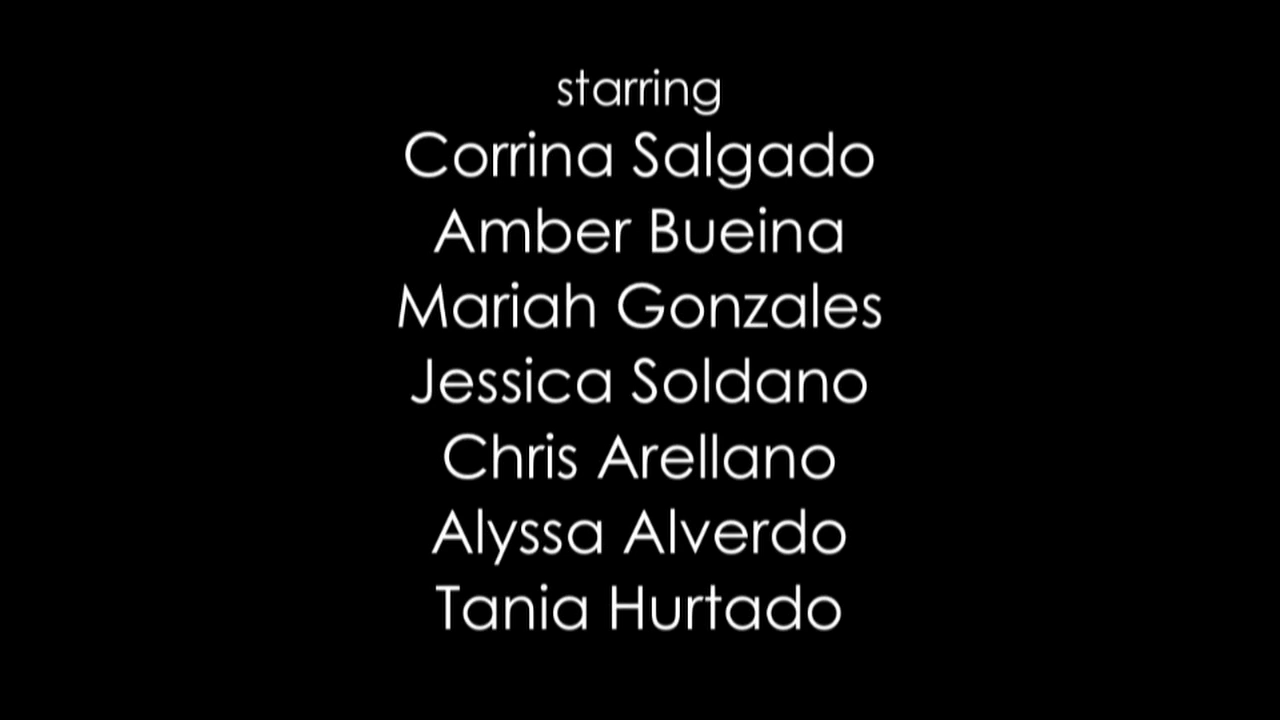 starring
Corrina Salgado
Amber Bueina
Mariah Gonzales
Jessica Soldano
Chris Arellano
Alyssa Alverdo
Tania Hurtado